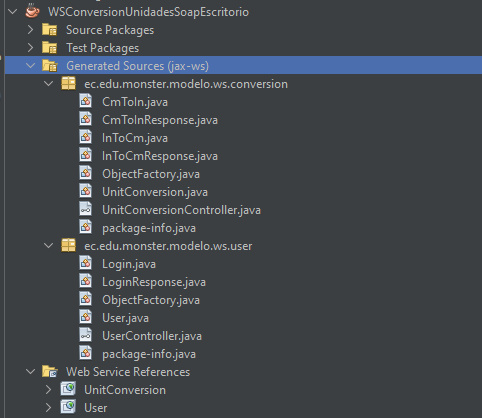 WSConversionUnidadesSoapEscritorio
Source Packages
Test Packages
Generated Sources (jax-ws)
ec.edu.monster.modelo.ws.conversion
CmToIn.java
CmToInResponse.java
InToCm.java
InToCmResponse.java
ObjectFactory.java
UnitConversion.java
UnitConversionController.java
package-info.java
ec.edu.monster.modelo.ws.user
Login.java
LoginResponse.java
ObjectFactory.java
User.java
UserController.java
package-info.java
Web Service References
UnitConversion
User